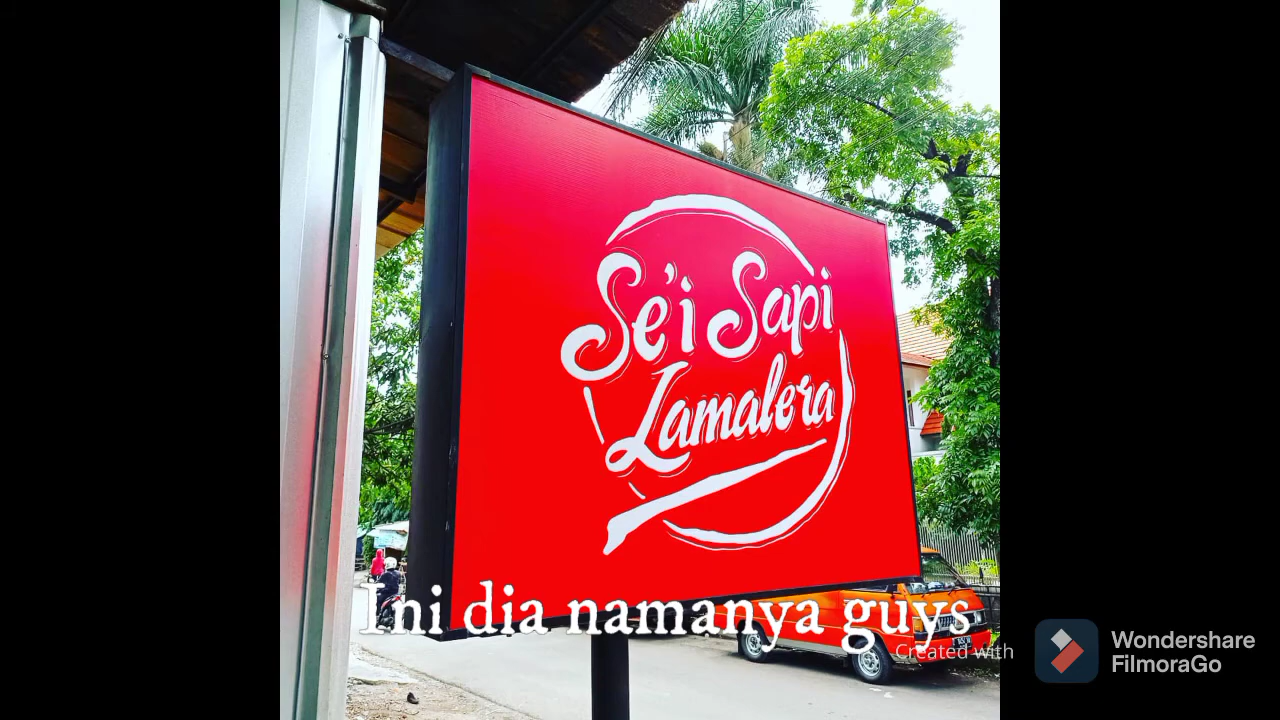 Se'i Sapi
Lamalera
Ini dia namanya guys
Created with
Wondershare
FilmoraGo